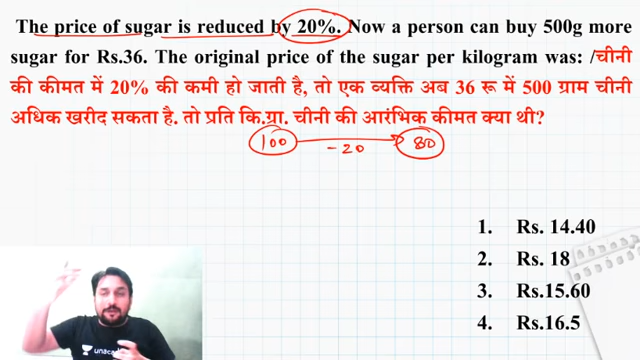 The price of sugar is reduced by 20%. Now a person can buy 500g more
sugar for Rs.36. The original price of the sugar per kilogram was: /चीनी
की कीमत में 20% की कमी हो जाती है, तो एक व्यक्ति अब 36 रू में 500 ग्राम चीनी
अधिक खरीद सकता है. तो प्रति कि.ग्रा. चीनी की आरंभिक कीमत क्या थी?
100 -20 80
1. Rs. 14.40
2. Rs. 18
3. Rs.15.60
4. Rs.16.5
unaca